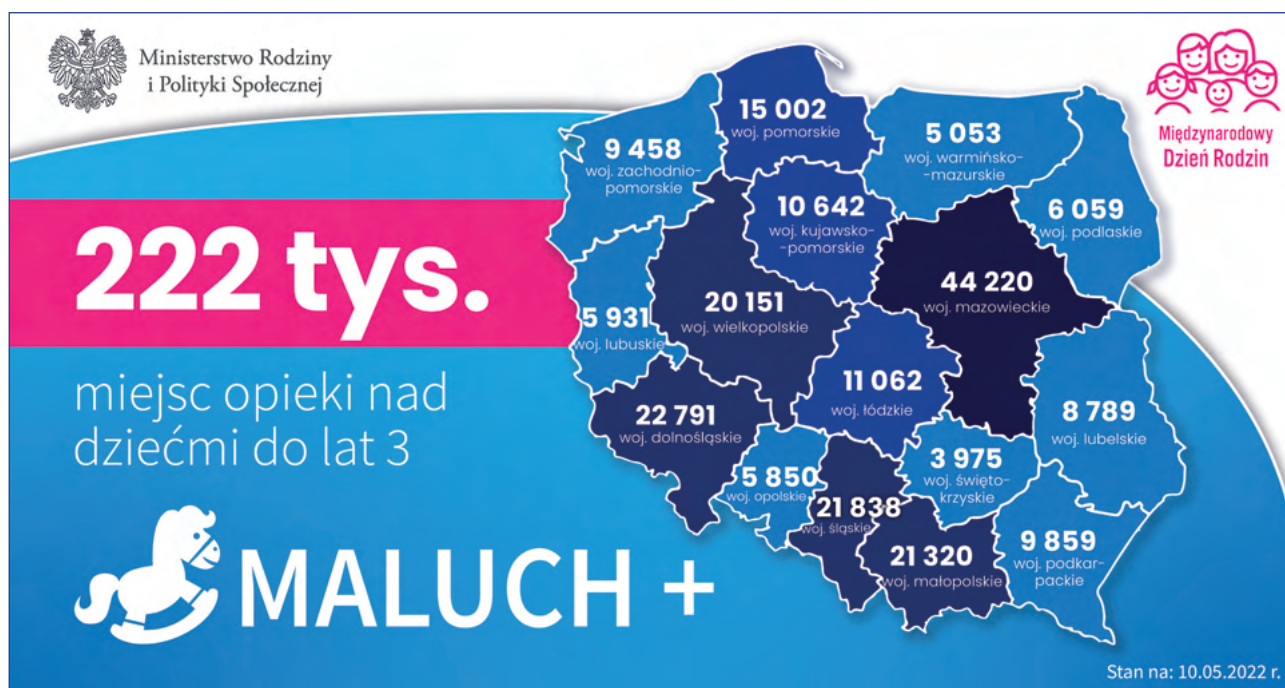 Ministerstwo Rodziny
i Polityki Społecznej
Międzynarodowy
Dzień Rodzin
222 tys.
miejsc opieki nad
dziećmi do lat 3
MALUCH +
15 002
woj. pomorskie
9 458
woj. zachodnio-
pomorskie
5 053
woj. warmińsko-
-mazurskie
10 642
woj. kujawsko-
-pomorskie
6 059
woj. podlaskie
44 220
woj. mazowieckie
20 151
woj. wielkopolskie
5 931
woj. lubuskie
11 062
woj. łódzkie
22 791
woj. dolnośląskie
8 789
woj. lubelskie
3 975
woj. święto-
krzyskie
5 850
woj. opolskie
21 838
woj. śląskie
21 320
woj. małopolskie
9 859
woj. podkar-
packie
Stan na: 10.05.2022 r.